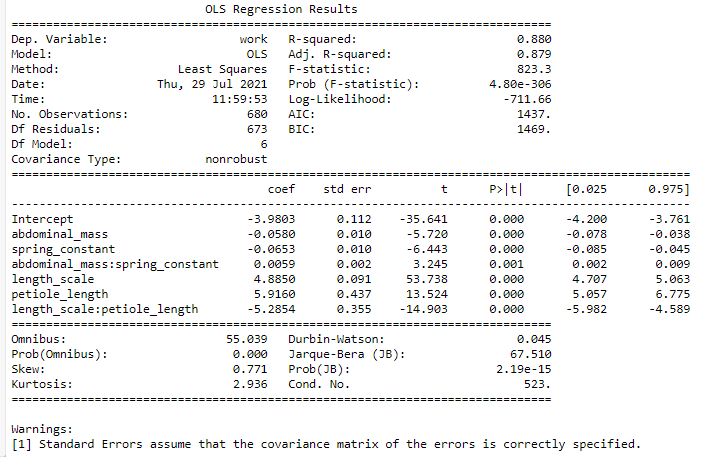 OLS Regression Results
==============================================================================
Dep. Variable: work R-squared: 0.880
Model: OLS Adj. R-squared: 0.879
Method: Least Squares F-statistic: 823.3
Date: Thu, 29 Jul 2021 Prob (F-statistic): 4.80e-306
Time: 11:59:53 Log-Likelihood: -711.66
No. Observations: 680 AIC: 1437.
Df Residuals: 673 BIC: 1469.
Df Model: 6
Covariance Type: nonrobust
==================================================================================================
coef std err t P>|t| [0.025 0.975]
--------------------------------------------------------------------------------------------------
Intercept -3.9803 0.112 -35.641 0.000 -4.200 -3.761
abdominal_mass -0.0580 0.010 -5.720 0.000 -0.078 -0.038
spring_constant -0.0653 0.010 -6.443 0.000 -0.085 -0.045
abdominal_mass:spring_constant 0.0059 0.002 3.245 0.001 0.002 0.009
length_scale 4.8850 0.091 53.738 0.000 4.707 5.063
petiole_length 5.9160 0.437 13.524 0.000 5.057 6.775
length_scale:petiole_length -5.2854 0.355 -14.903 0.000 -5.982 -4.589
==============================================================================
Omnibus: 55.039 Durbin-Watson: 0.045
Prob(Omnibus): 0.000 Jarque-Bera (JB): 67.510
Skew: 0.771 Prob(JB): 2.19e-15
Kurtosis: 2.936 Cond. No. 523.
==============================================================================
Warnings:
[1] Standard Errors assume that the covariance matrix of the errors is correctly specified.